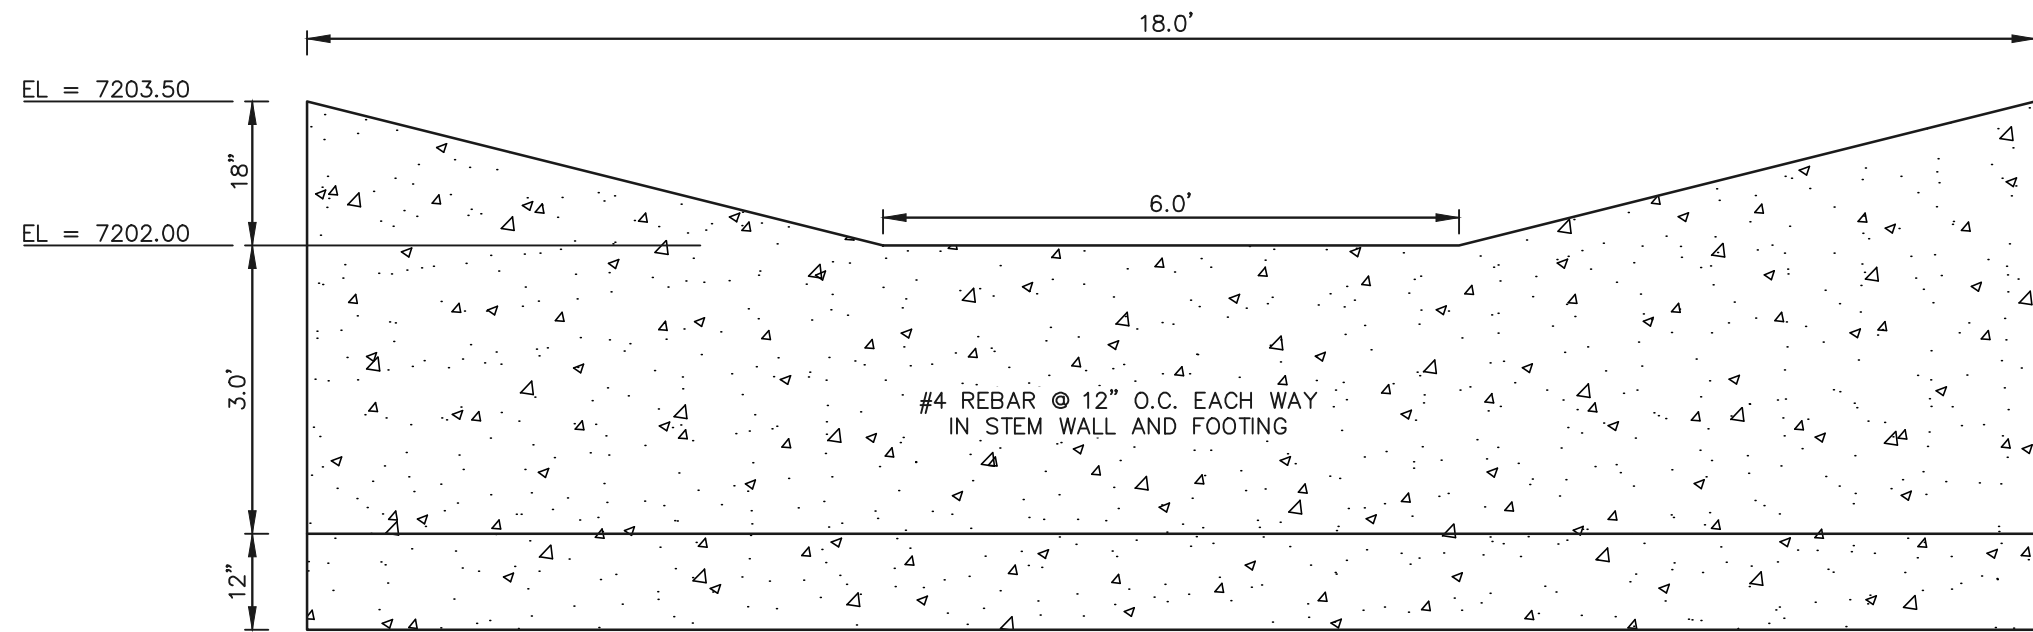 18.0’
EL = 7203.50
18”
6.0’
EL = 7202.00
3.0’
#4 REBAR @ 12” O.C. EACH WAY
IN STEM WALL AND FOOTING
12”